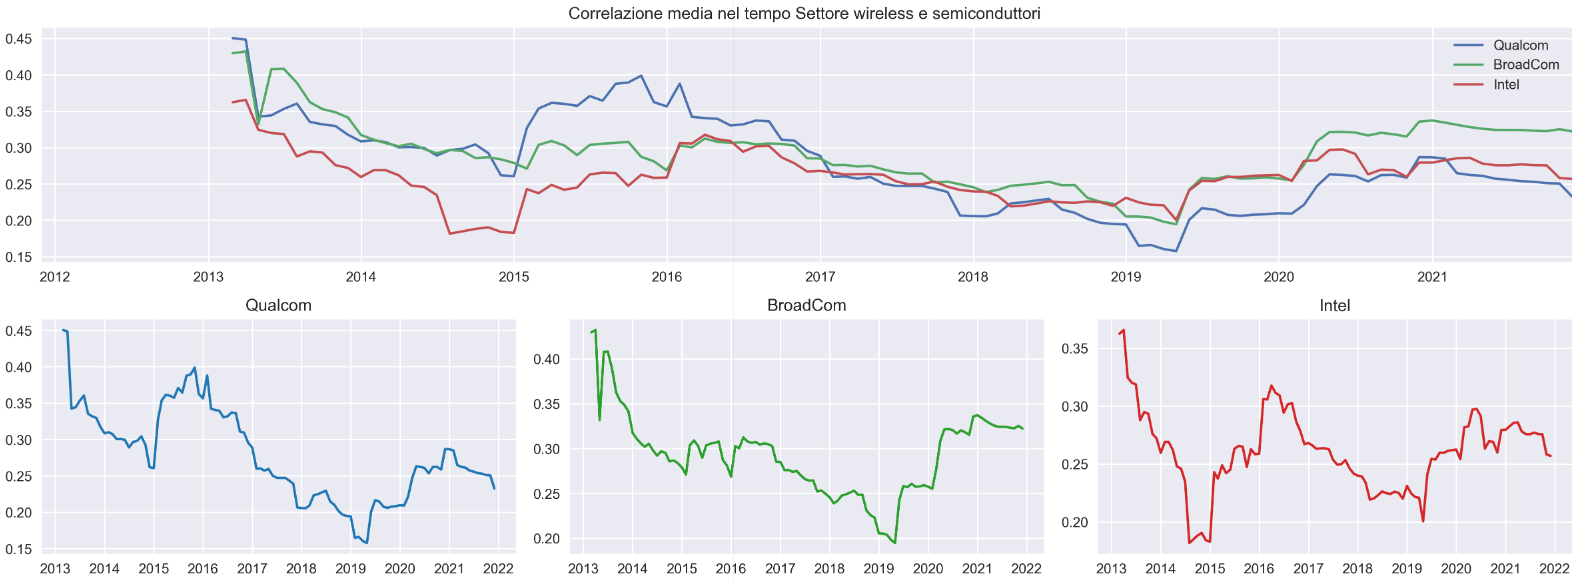 Correlazione media nel tempo Settore wireless e semiconduttori
0.45
0.40
0.35
0.30
0.25
0.20
0.15
Qualcom
BroadCom
Intel
2012 2013 2014 2015 2016 2017 2018 2019 2020 2021
Qualcom
0.45
0.40
0.35
0.30
0.25
0.20
0.15
2013 2014 2015 2016 2017 2018 2019 2020 2021 2022
BroadCom
0.40
0.35
0.30
0.25
0.20
2013 2014 2015 2016 2017 2018 2019 2020 2021 2022
Intel
0.35
0.30
0.25
0.20
2013 2014 2015 2016 2017 2018 2019 2020 2021 2022